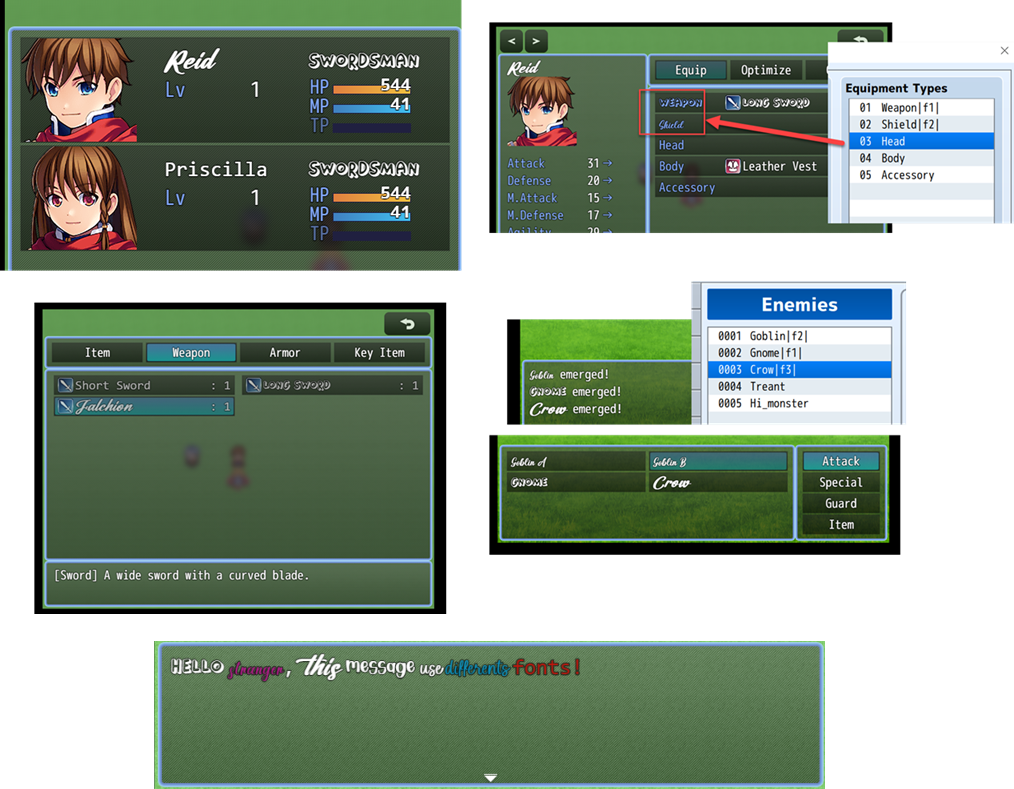 Reid SWORDSMAN
Lv 1 HP 544
MP 41
TP
Priscilla SWORDSMAN
Lv 1 HP 544
MP 41
TP
< >
Reid
Equip Optimize
WEAPON LONG SWORD
Shield
Head
Body Leather Vest
Accessory
Attack 31 →
Defense 20 →
M.Attack 15 →
M.Defense 17 →
Agility 29 →
Equipment Types
01 Weapon|f1|
02 Shield|f2|
03 Head
04 Body
05 Accessory
Item Weapon Armor Key Item
Short Sword : 1 LONG SWORD : 1
Falchion : 1
[Sword] A wide sword with a curved blade.
Goblin emerged!
GNOME emerged!
Crow emerged!
Enemies
0001 Goblin|f2|
0002 Gnome|f1|
0003 Crow|f3|
0004 Treant
0005 Hi_monster
Goblin A Goblin B
GNOME Crow
Attack
Special
Guard
Item
HELLO stranger, this message use differents fonts!